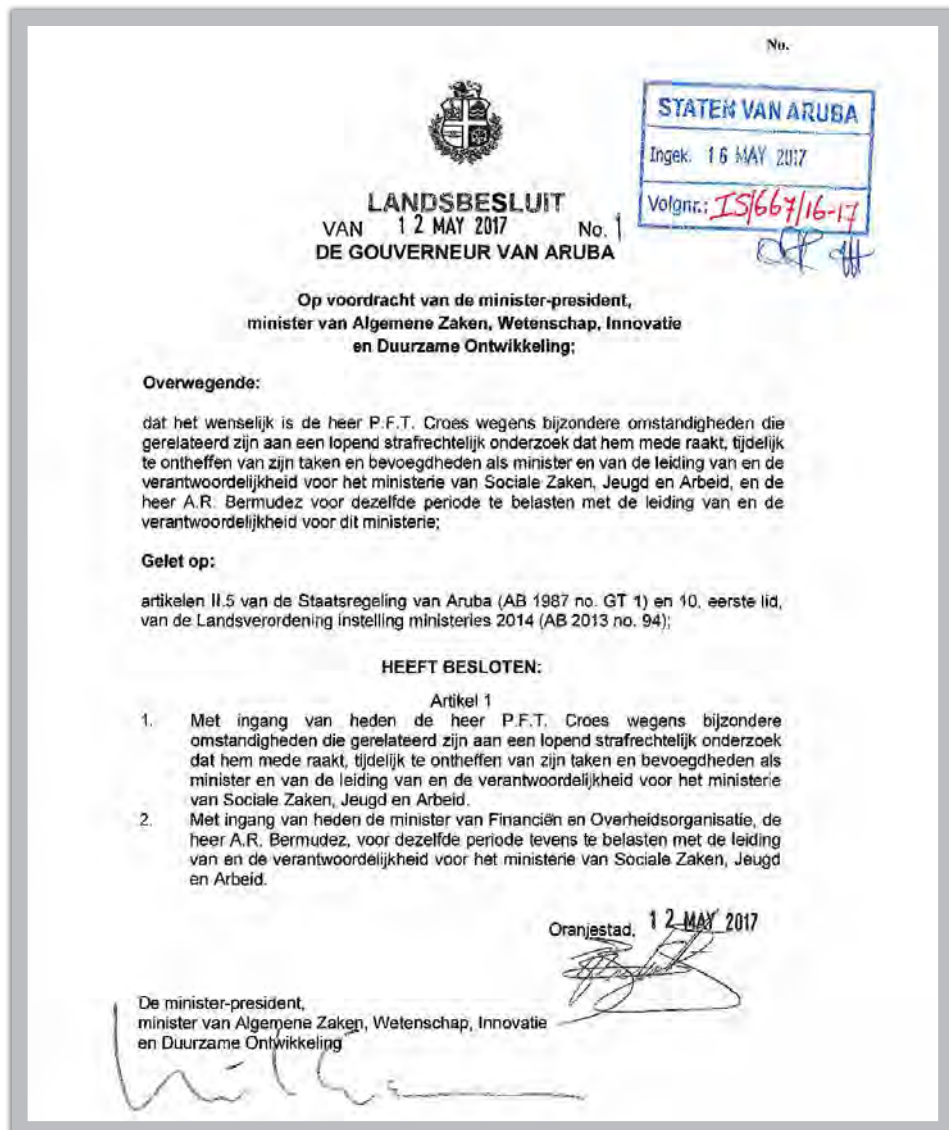 No.
STATEN VAN ARUBA
Ingek. 16 MAY 2017
Volgnr.: IS/667/16-17
LANDSBESLUIT
VAN 12 MAY 2017 No. 1
DE GOUVERNEUR VAN ARUBA
Op voordracht van de minister-president,
minister van Algemene Zaken, Wetenschap, Innovatie
en Duurzame Ontwikkeling;
Overwegende:
dat het wenselijk is de heer P.F.T. Croes wegens bijzondere omstandigheden die
gerelateerd zijn aan een lopend strafrechtelijk onderzoek dat hem mede raakt, tijdelijk
te ontheffen van zijn taken en bevoegdheden als minister en van de leiding van en de
verantwoordelijkheid voor het ministerie van Sociale Zaken, Jeugd en Arbeid, en de
heer A.R. Bermudez voor dezelfde periode te belasten met de leiding van en de
verantwoordelijkheid voor dit ministerie;
Gelet op:
artikelen II.5 van de Staatsregeling van Aruba (AB 1987 no. GT 1) en 10, eerste lid,
van de Landsverordening instelling ministeries 2014 (AB 2013 no. 94);
HEEFT BESLOTEN:
Artikel 1
1. Met ingang van heden de heer P.F.T. Croes wegens bijzondere
omstandigheden die gerelateerd zijn aan een lopend strafrechtelijk onderzoek
dat hem mede raakt, tijdelijk te ontheffen van zijn taken en bevoegdheden als
minister en van de leiding van en de verantwoordelijkheid voor het ministerie
van Sociale Zaken, Jeugd en Arbeid.
2. Met ingang van heden de minister van Financiën en Overheidsorganisatie, de
heer A.R. Bermudez, voor dezelfde periode tevens te belasten met de leiding
van en de verantwoordelijkheid voor het ministerie van Sociale Zaken, Jeugd
en Arbeid.
Oranjestad, 12 MAY 2017
De minister-president,
minister van Algemene Zaken, Wetenschap, Innovatie
en Duurzame Ontwikkeling